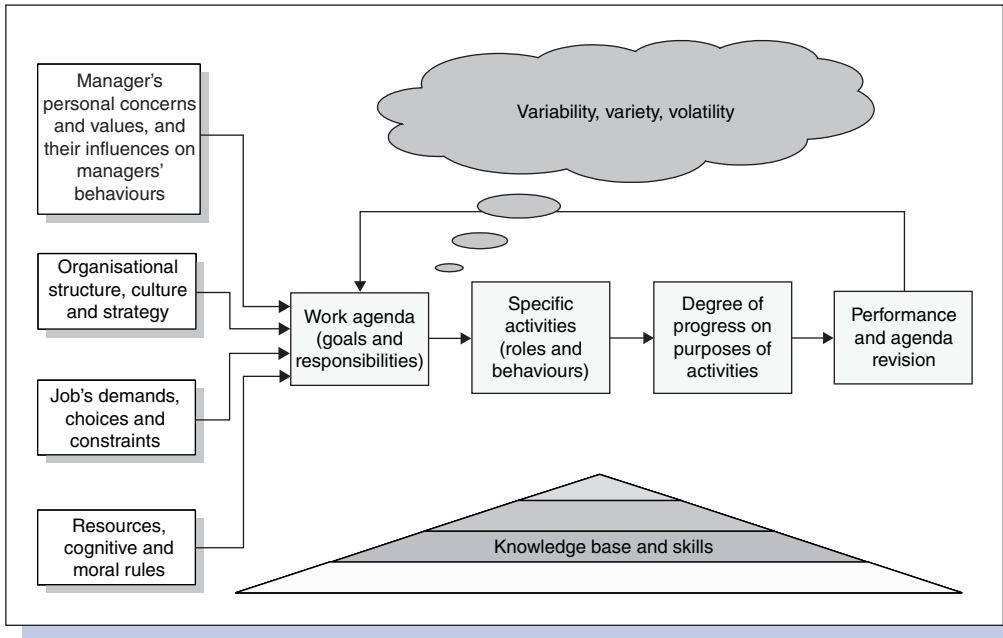 Manager's
personal concerns
and values, and
their influences on
managers'
behaviours
Organisational
structure, culture
and strategy
Job's demands,
choices and
constraints
Resources,
cognitive and
moral rules
Variability, variety, volatility
Work agenda
(goals and
responsibilities)
Specific
activities
(roles and
behaviours)
Degree of
progress on
purposes of
activities
Performance
and agenda
revision
Knowledge base and skills